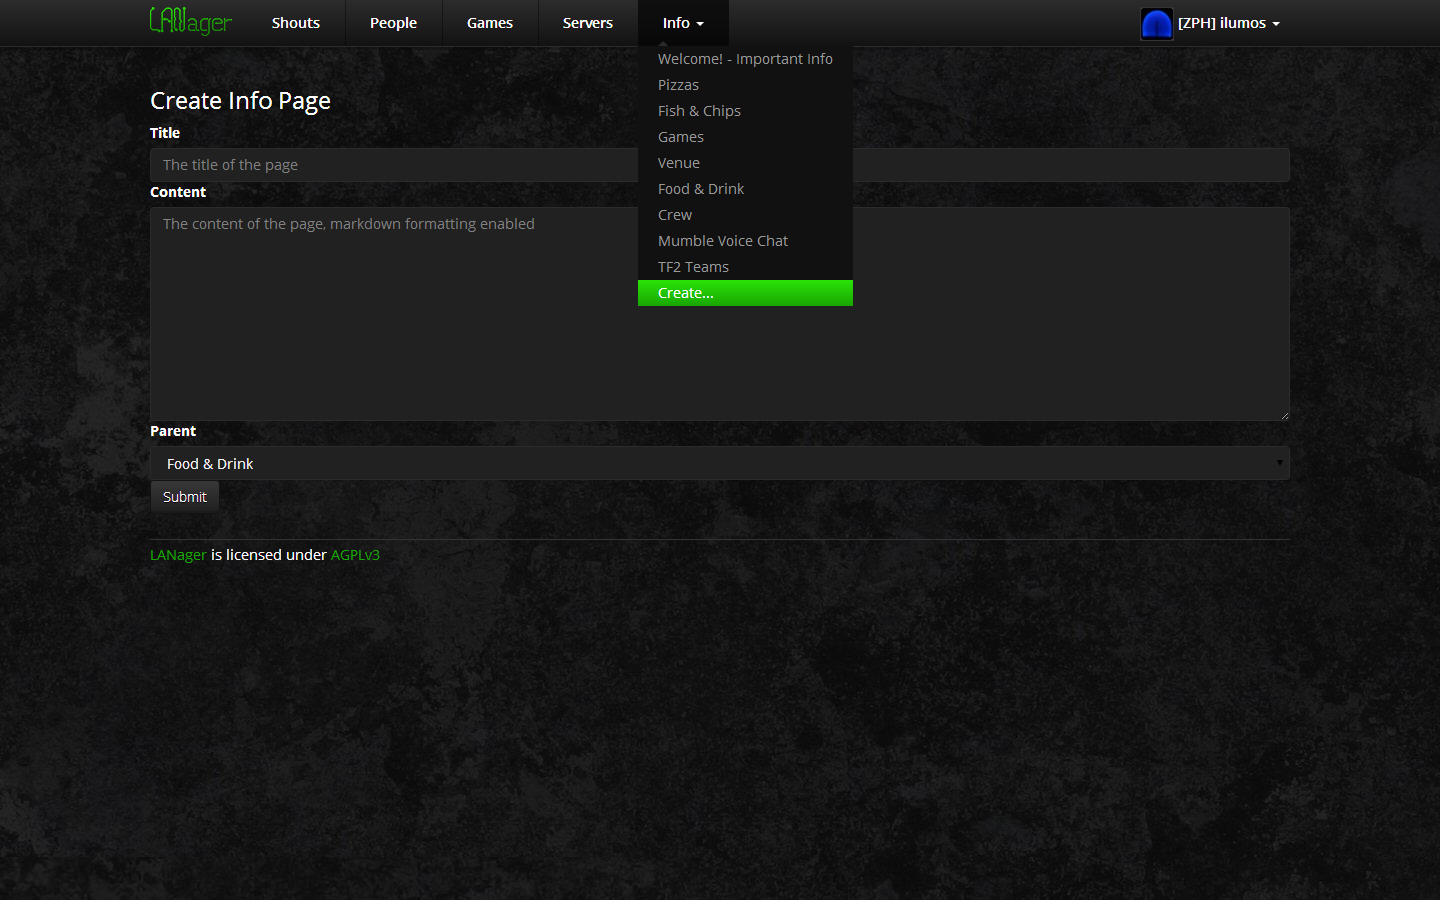 LANager Shouts People Games Servers Info [ZPH] ilumos
Welcome! - Important Info
Pizzas
Fish & Chips
Games
Venue
Food & Drink
Crew
Mumble Voice Chat
TF2 Teams
Create...
Create Info Page
Title
The title of the page
Content
The content of the page, markdown formatting enabled
Parent
Food & Drink
Submit
LANager is licensed under AGPLv3